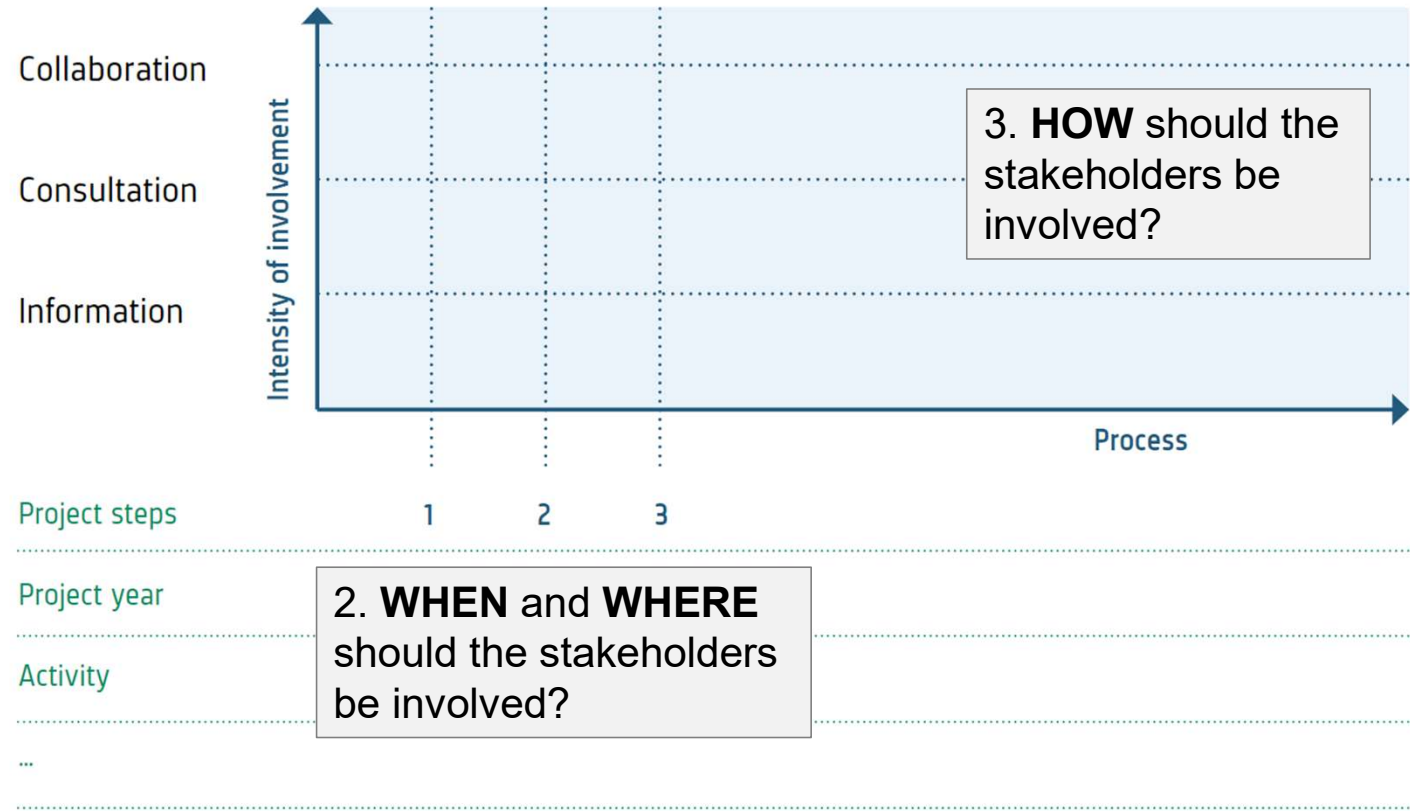 Collaboration
Consultation
Information
Intensity of involvement
3. HOW should the
stakeholders be
involved?
Process
Project steps 1 2 3
Project year
Activity
...
2. WHEN and WHERE
should the stakeholders
be involved?